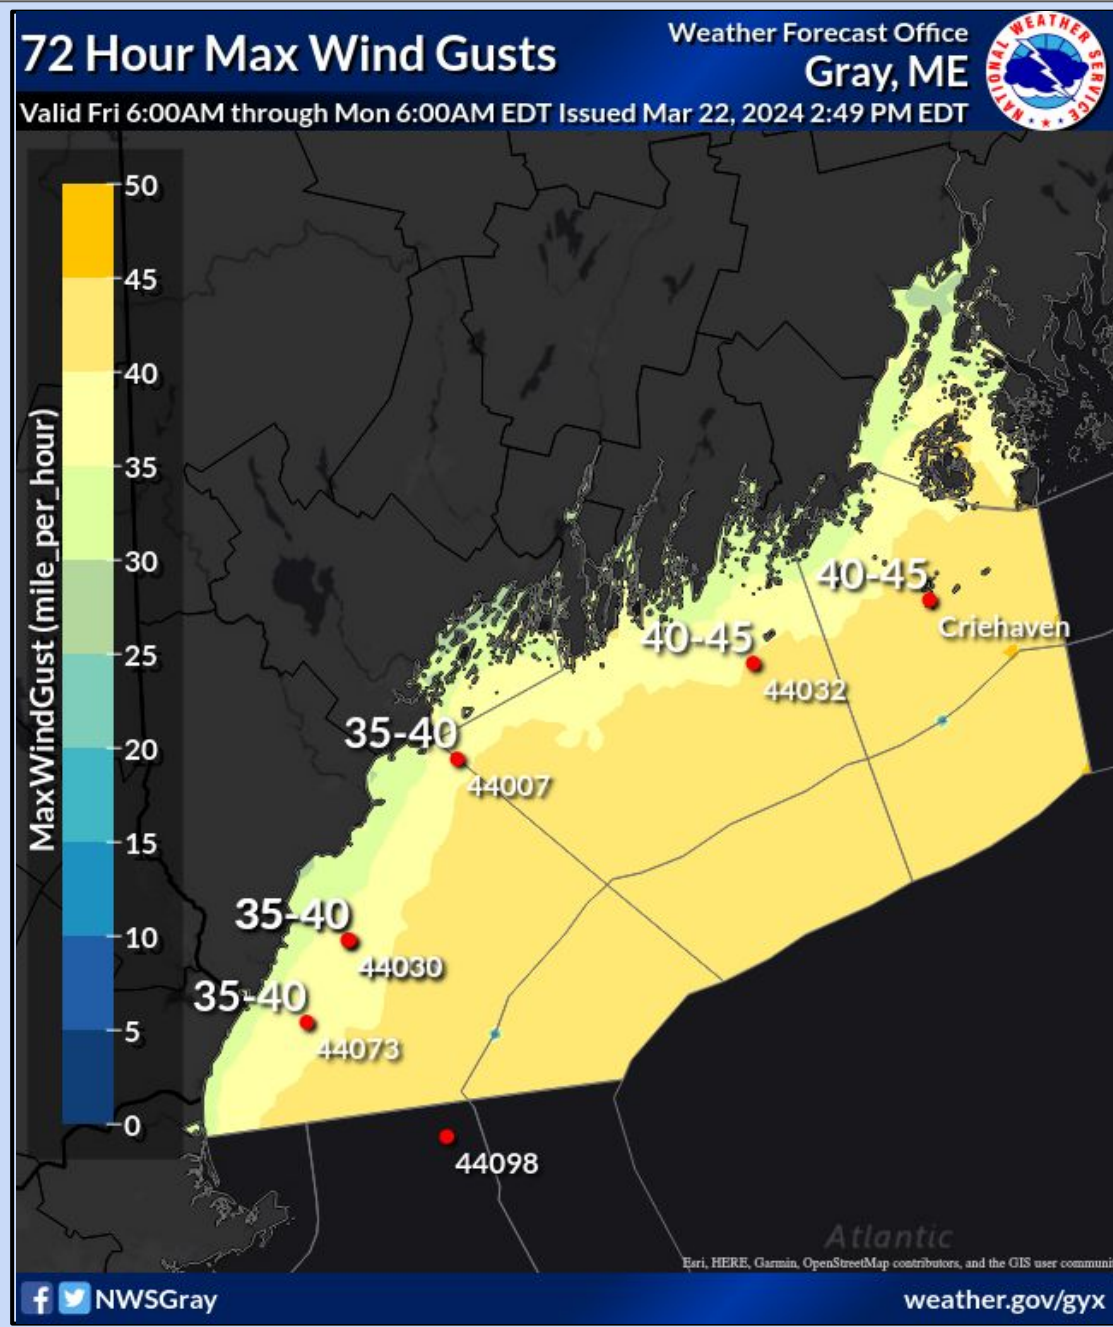 72 Hour Max Wind Gusts
Weather Forecast Office
Gray, ME
NATIONAL WEATHER SERVICE
Valid Fri 6:00AM through Mon 6:00AM EDT Issued Mar 22, 2024 2:49 PM EDT
MaxWindGust (mile_per_hour)
50
45
40
35
30
25
20
15
10
5
0
40-45
Criehaven
40-45
44032
35-40
44007
35-40
44030
35-40
44073
44098
Atlantic
Esri, HERE, Garmin, OpenStreetMap contributors, and the GIS user communi
NWSGray
weather.gov/gyx